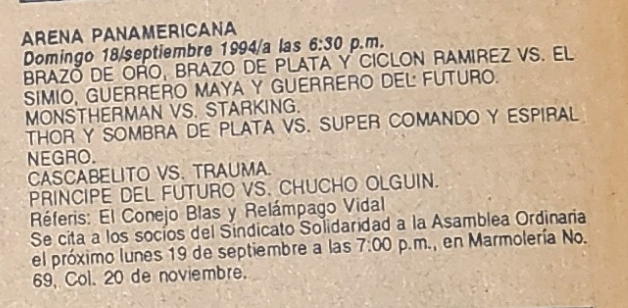 ARENA PANAMERICANA
Domingo 18/septiembre 1994/a las 6:30 p.m.
BRAZO DE ORO, BRAZO DE PLATA Y CICLON RAMIREZ VS. EL
SIMIO, GUERRERO MAYA Y GUERRERO DEL FUTURO.
MONSTHERMAN VS. STARKING.
THOR Y SOMBRA DE PLATA VS. SUPER COMANDO Y ESPIRAL
NEGRO.
CASCABELITO VS. TRAUMA.
PRINCIPE DEL FUTURO VS. CHUCHO OLGUIN.
Réferis: El Conejo Blas y Relámpago Vidal
Se cita a los socios del Sindicato Solidaridad a la Asamblea Ordinaria
el próximo lunes 19 de septiembre a las 7:00 p.m., en Marmolería No.
69, Col. 20 de noviembre.